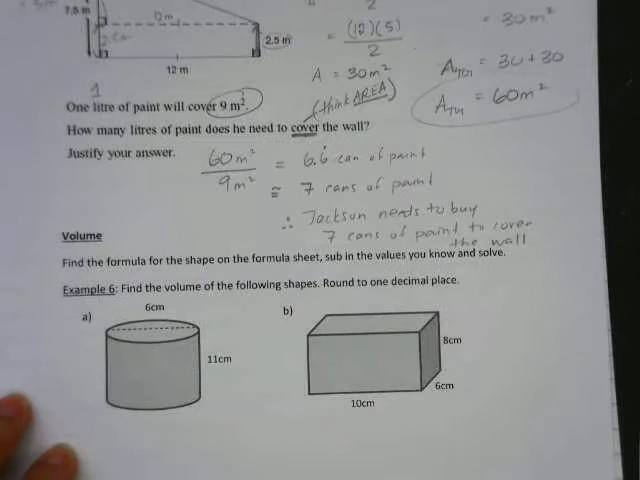 2
7.5 m
12m
2.5 m
12 m
= (12)(5)
2
A = 30m²
(think AREA)
= 30m²
A_TOT = 30 + 30
A_TOT = 60m²
1
One litre of paint will cover 9 m².
How many litres of paint does he need to cover the wall?
Justify your answer.
60m²
9m²
= 6.6̇ can of paint
≅ 7 cans of paint
∴ Jackson needs to buy
7 cans of paint to cover
the wall
Volume
Find the formula for the shape on the formula sheet, sub in the values you know and solve.
Example 6: Find the volume of the following shapes. Round to one decimal place.
a)
6cm
11cm
b)
8cm
6cm
10cm